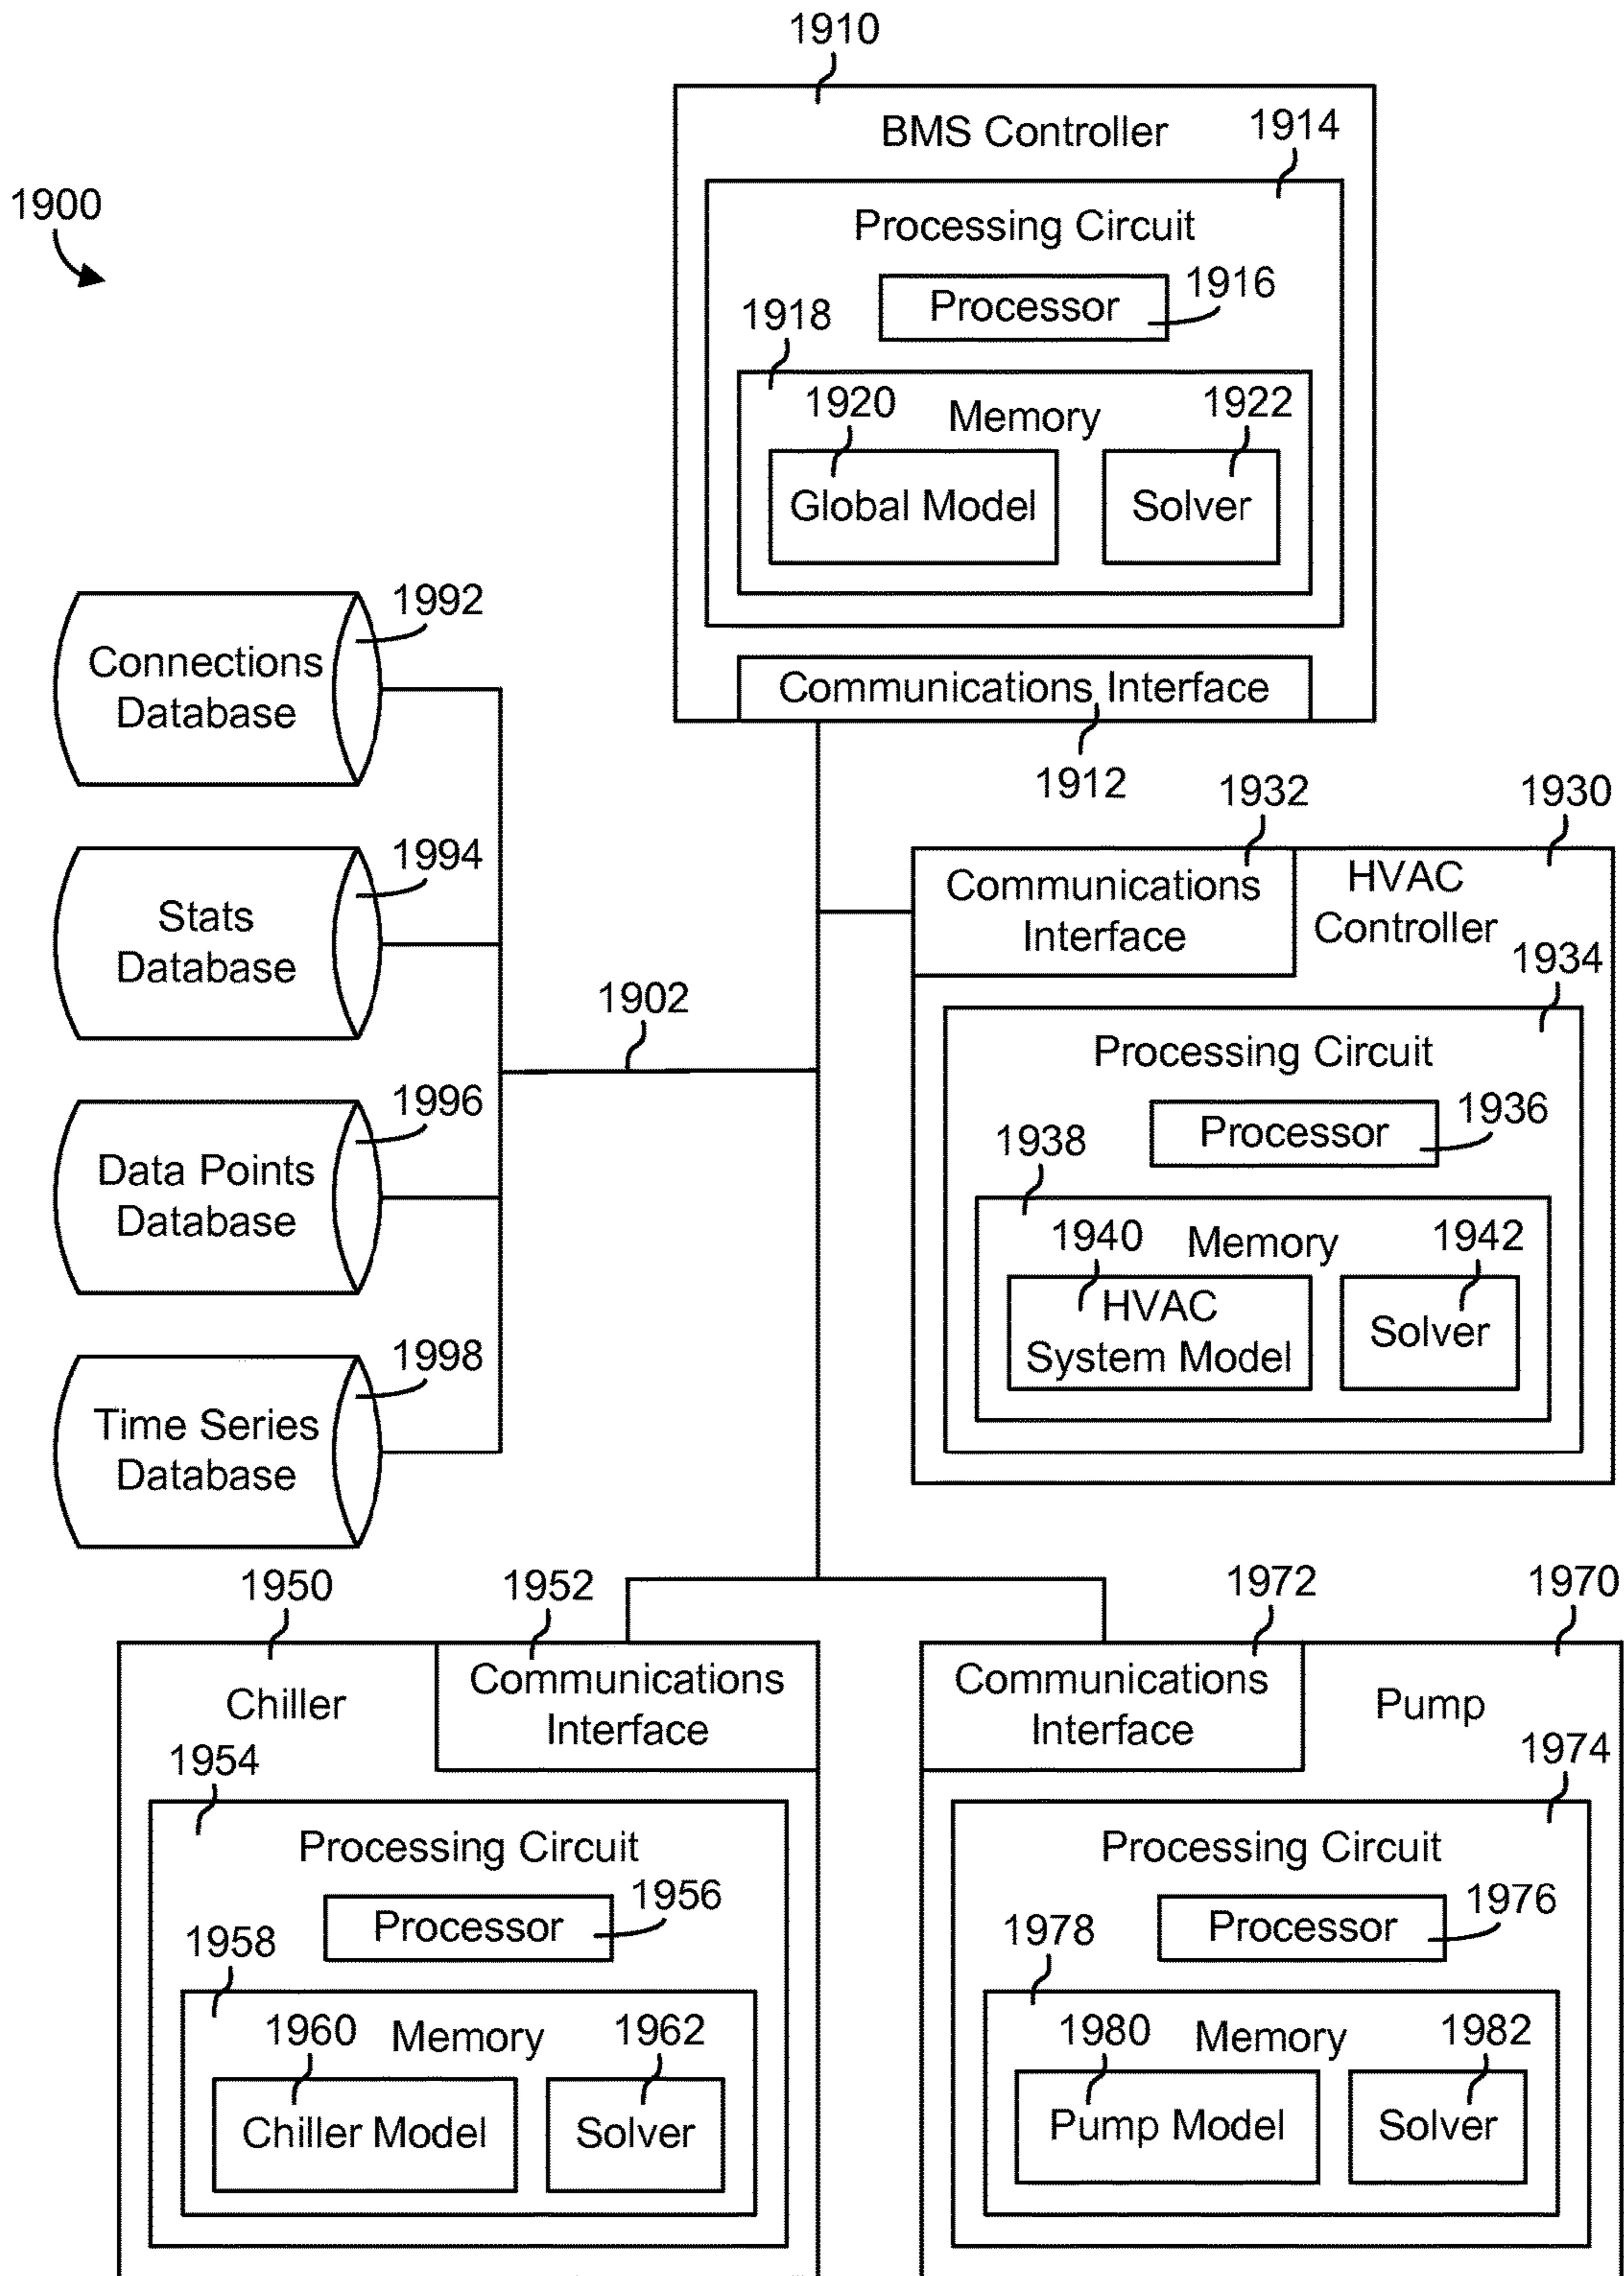 1910
BMS Controller
1914
1900
Processing Circuit
Processor
1916
1918
1920
Memory
1922
Global Model
Solver
Communications Interface
1912
1992
Connections
Database
1994
Stats
Database
1996
Data Points
Database
1998
Time Series
Database
1902
1932
1930
Communications
Interface
HVAC
Controller
1934
Processing Circuit
Processor
1936
1938
1940
Memory
1942
HVAC
System Model
Solver
1950
1952
Chiller
Communications
Interface
1954
Processing Circuit
Processor
1956
1958
1960
Memory
1962
Chiller Model
Solver
1972
1970
Communications
Interface
Pump
1974
Processing Circuit
Processor
1976
1978
1980
Memory
1982
Pump Model
Solver